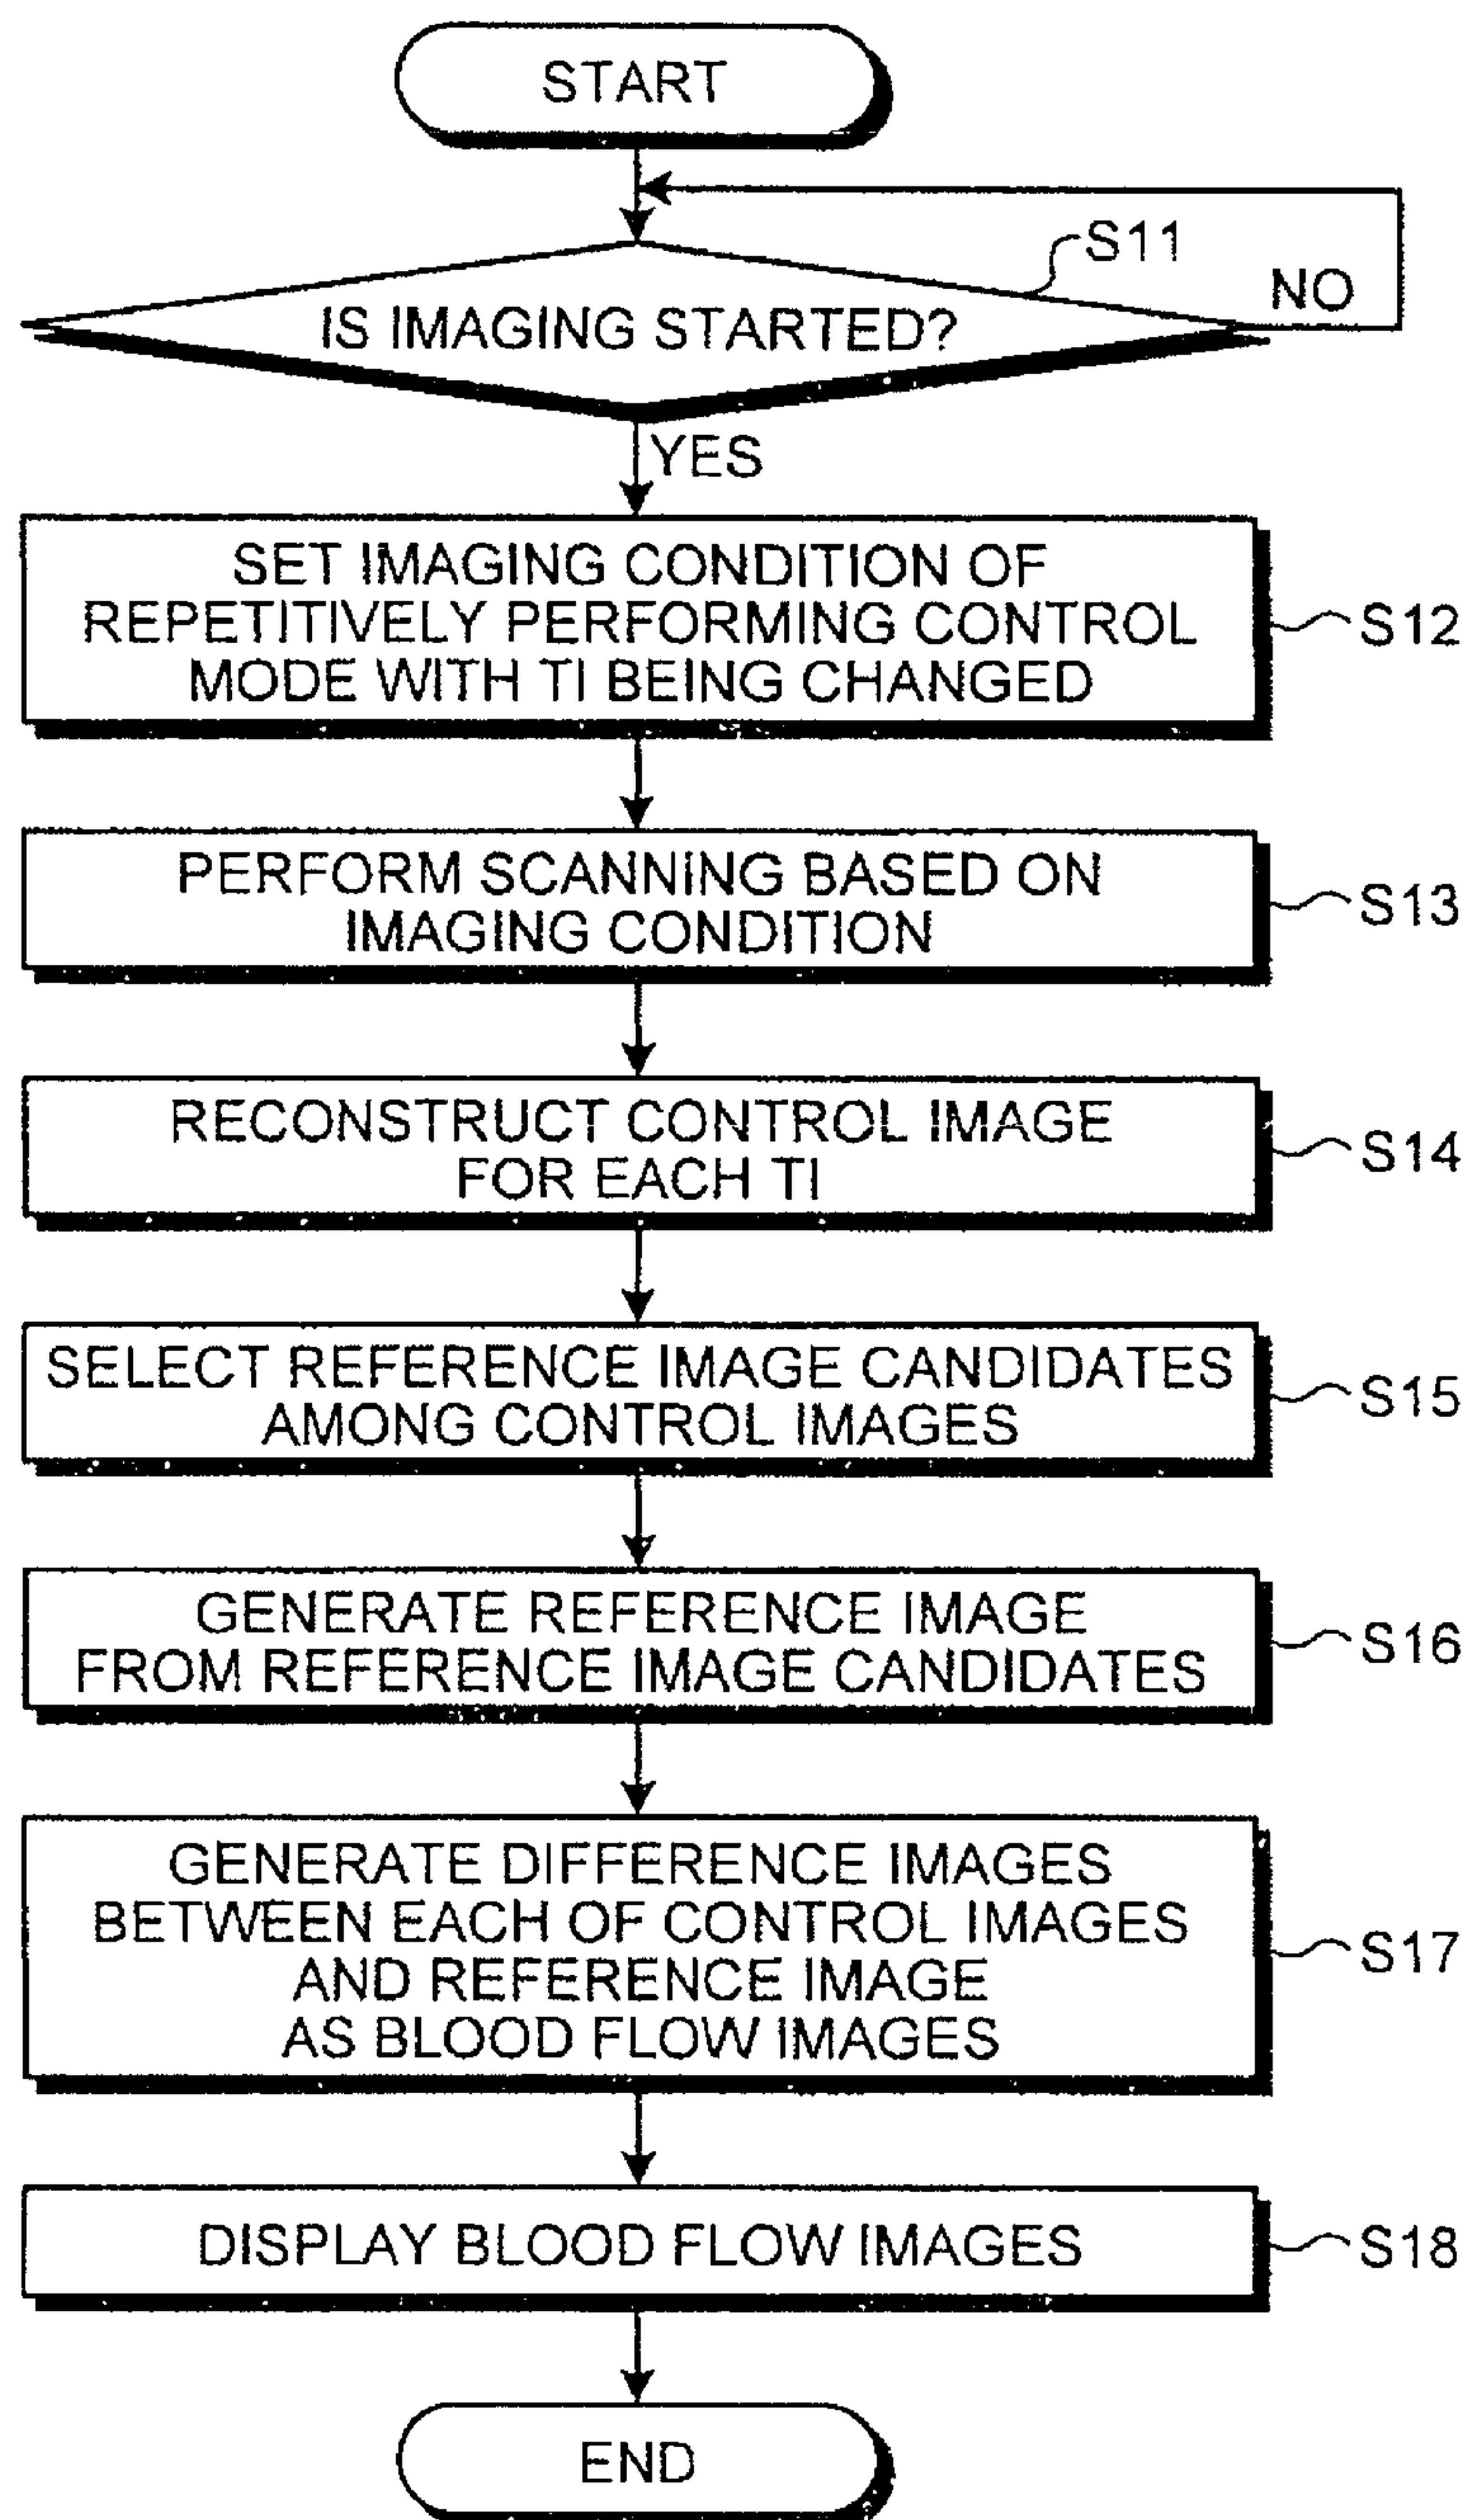 START
S11
NO
IS IMAGING STARTED?
YES
SET IMAGING CONDITION OF
REPETITIVELY PERFORMING CONTROL
MODE WITH TI BEING CHANGED
S12
PERFORM SCANNING BASED ON
IMAGING CONDITION
S13
RECONSTRUCT CONTROL IMAGE
FOR EACH TI
S14
SELECT REFERENCE IMAGE CANDIDATES
AMONG CONTROL IMAGES
S15
GENERATE REFERENCE IMAGE
FROM REFERENCE IMAGE CANDIDATES
S16
GENERATE DIFFERENCE IMAGES
BETWEEN EACH OF CONTROL IMAGES
AND REFERENCE IMAGE
AS BLOOD FLOW IMAGES
S17
DISPLAY BLOOD FLOW IMAGES
S18
END